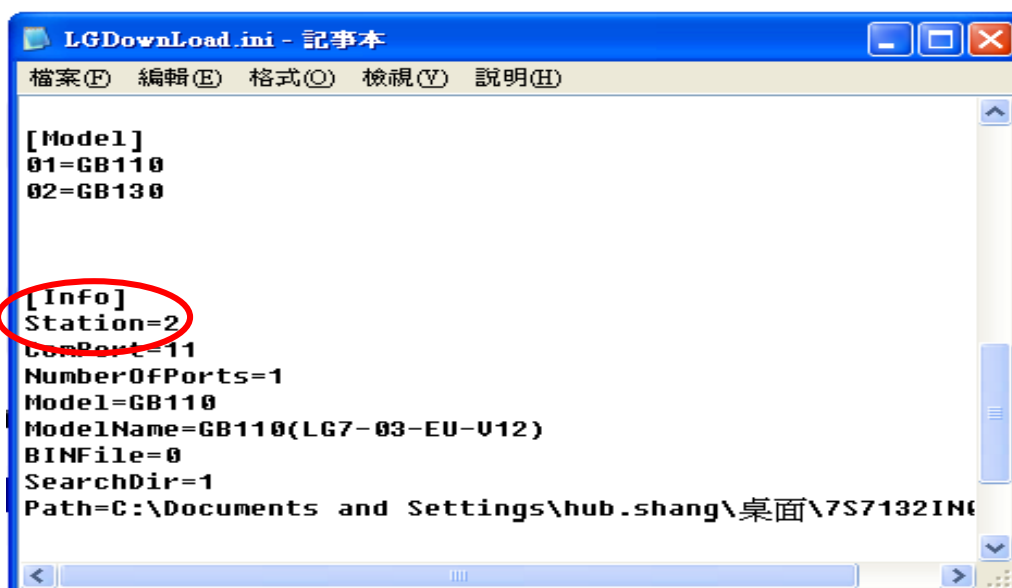 LGDownLoad.ini - 記事本
檔案(F) 編輯(E) 格式(O) 檢視(V) 說明(H)
[Model]
01=GB110
02=GB130
[Info]
Station=2
ComPort=11
NumberOfPorts=1
Model=GB110
ModelName=GB110(LG7-03-EU-V12)
BINFile=0
SearchDir=1
Path=C:\Documents and Settings\hub.shang\桌面\7S7132IN